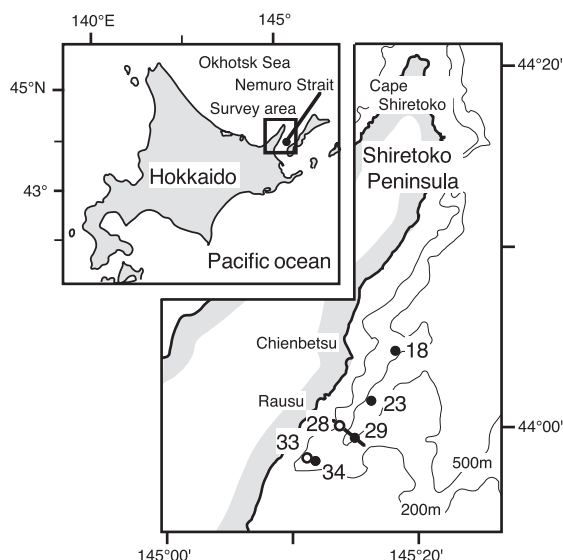 140°E
145°
Okhotsk Sea
45°N
Nemuro Strait
Survey area
Hokkaido
43°
Pacific ocean
44°20'
Cape
Shiretoko
Shiretoko
Peninsula
Chienbetsu
18
Rausu
23
28
29
44°00'
33
34
500m
200m
145°00'
145°20'